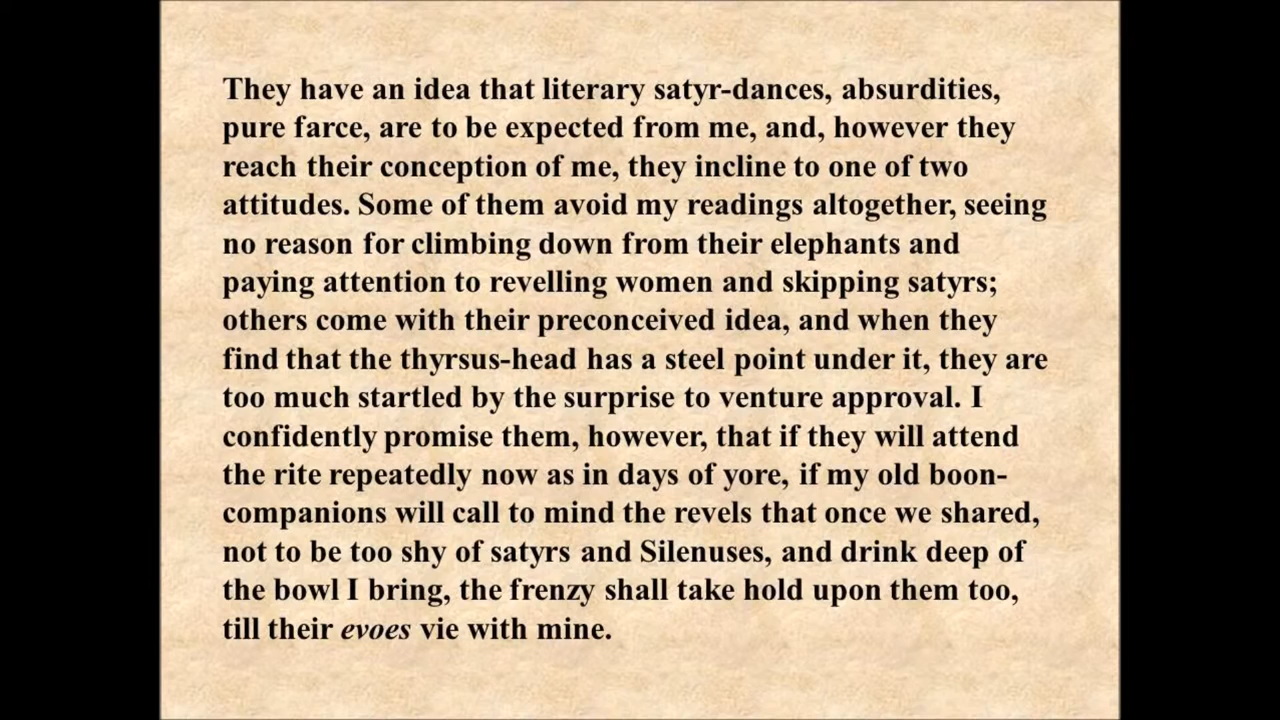 They have an idea that literary satyr-dances, absurdities,
pure farce, are to be expected from me, and, however they
reach their conception of me, they incline to one of two
attitudes. Some of them avoid my readings altogether, seeing
no reason for climbing down from their elephants and
paying attention to revelling women and skipping satyrs;
others come with their preconceived idea, and when they
find that the thyrsus-head has a steel point under it, they are
too much startled by the surprise to venture approval. I
confidently promise them, however, that if they will attend
the rite repeatedly now as in days of yore, if my old boon-
companions will call to mind the revels that once we shared,
not to be too shy of satyrs and Silenuses, and drink deep of
the bowl I bring, the frenzy shall take hold upon them too,
till their evoes vie with mine.